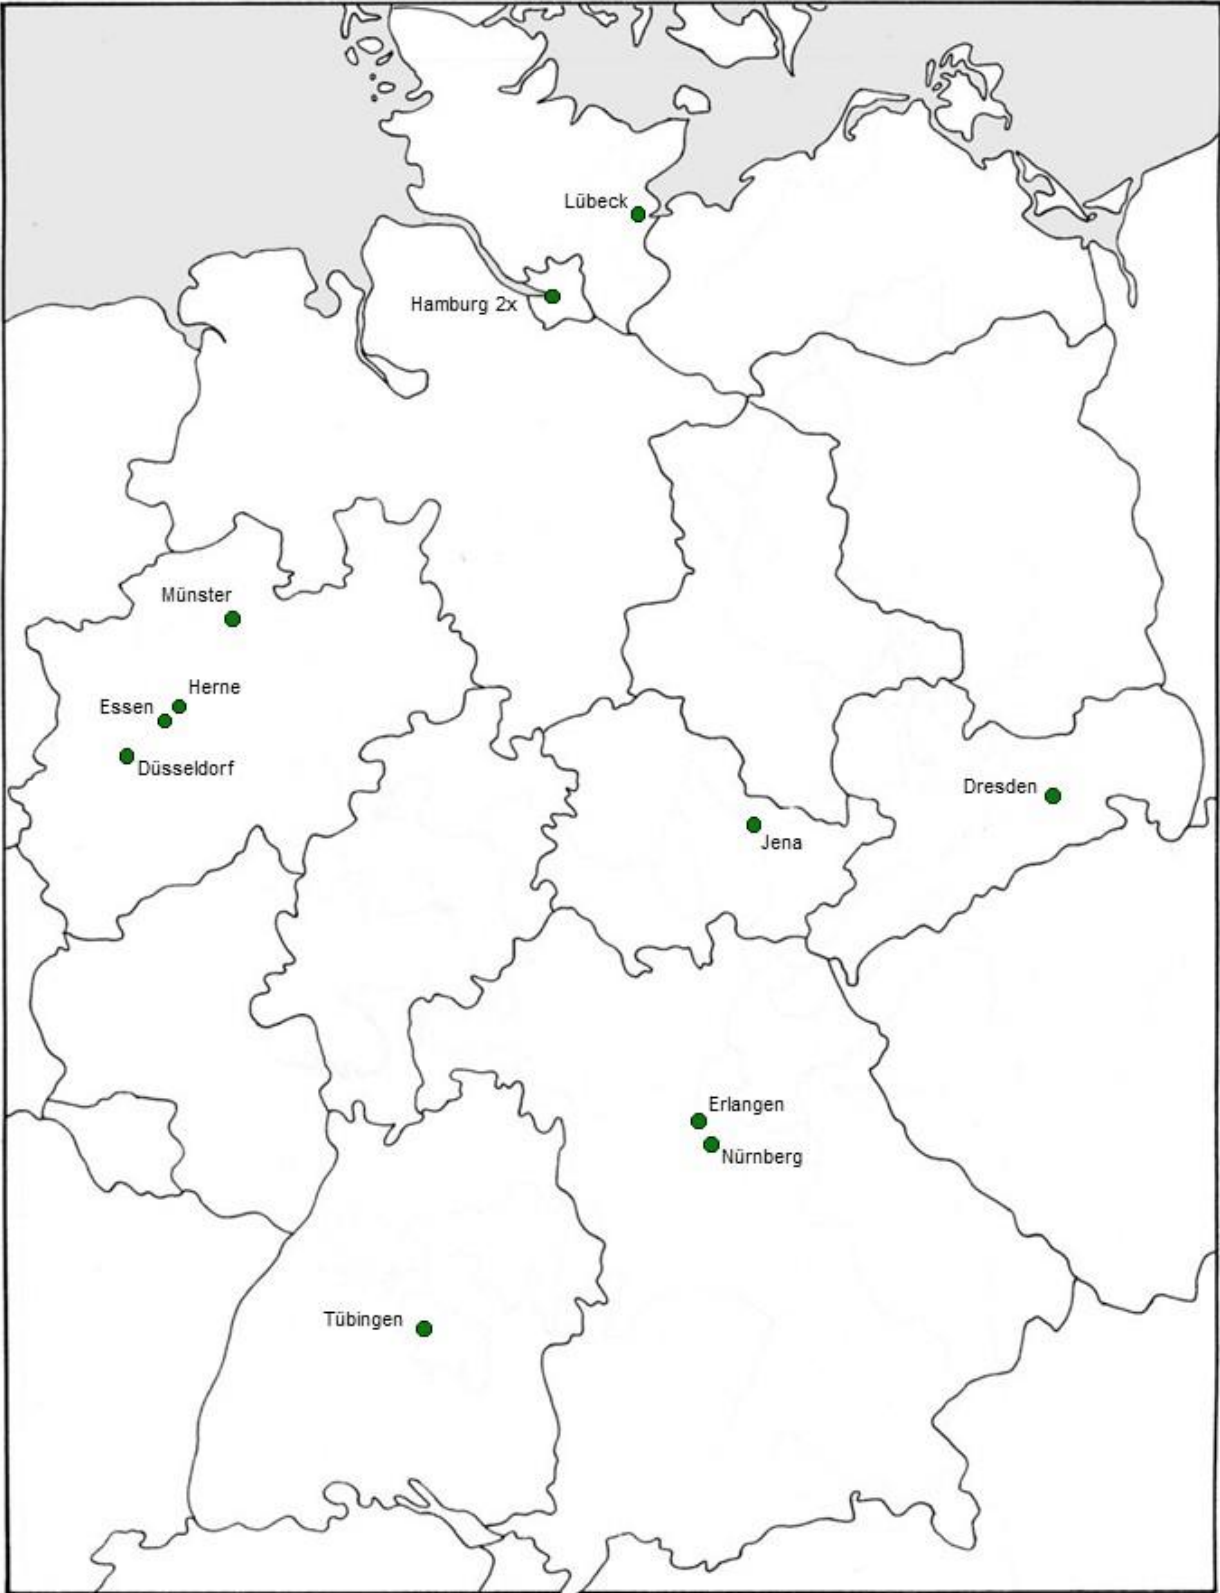 Lübeck
Hamburg 2x
Münster
Herne
Essen
Düsseldorf
Dresden
Jena
Erlangen
Nürnberg
Tübingen